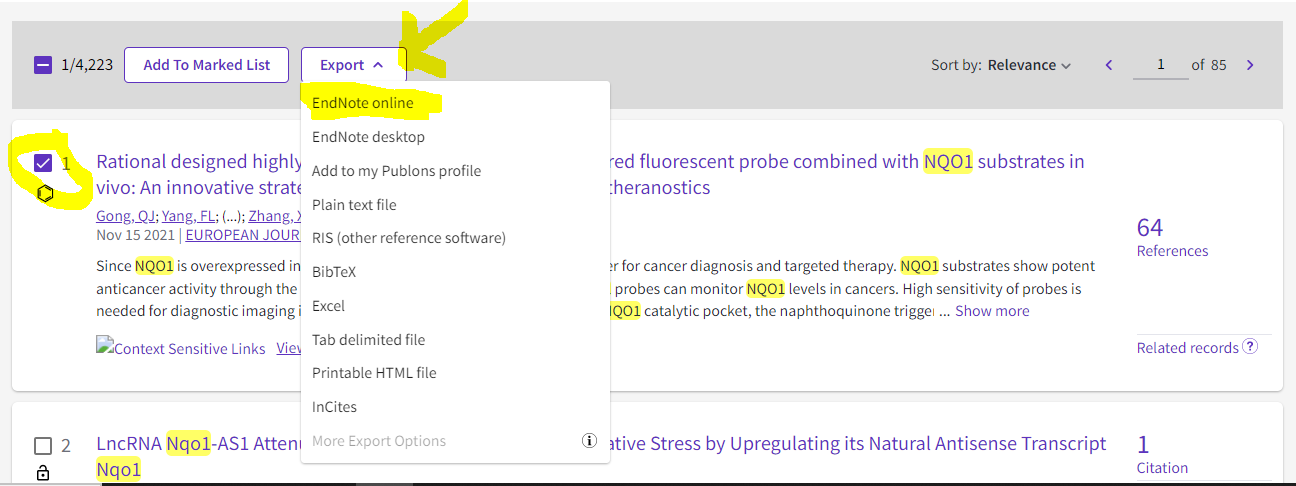 1/4,223 Add To Marked List Export Sort by: Relevance 1 of 85
EndNote online
EndNote desktop
Add to my Publons profile
Plain text file
RIS (other reference software)
BibTeX
Excel
Tab delimited file
Printable HTML file
InCites
More Export Options
1 Rational designed highly red fluorescent probe combined with NQO1 substrates in
vivo: An innovative strate theranostics
Gong, QJ; Yang, FL; (...); Zhang, X
Nov 15 2021 | EUROPEAN JOUR
Since NQO1 is overexpressed in er for cancer diagnosis and targeted therapy. NQO1 substrates show potent
anticancer activity through the probes can monitor NQO1 levels in cancers. High sensitivity of probes is
needed for diagnostic imaging i NQO1 catalytic pocket, the naphthoquinone trigge ... Show more
Context Sensitive Links View
64
References
Related records ?
2 LncRNA Nqo1-AS1 Attenu ative Stress by Upregulating its Natural Antisense Transcript
Nqo1
1
Citation